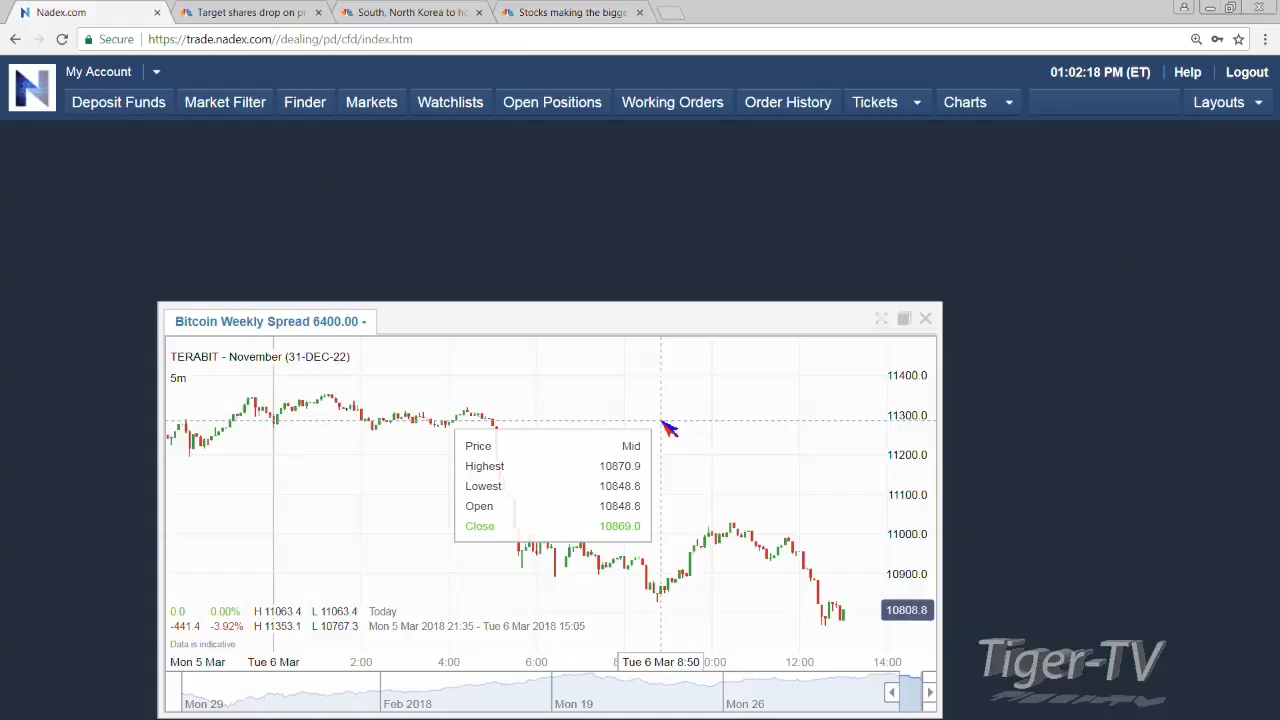 Nadex.com
Target shares drop on pr
South, North Korea to ho
Stocks making the bigge
Secure
https://trade.nadex.com//dealing/pd/cfd/index.htm
N
My Account
01:02:18 PM (ET)
Help
Logout
Deposit Funds
Market Filter
Finder
Markets
Watchlists
Open Positions
Working Orders
Order History
Tickets
Charts
Layouts
Bitcoin Weekly Spread 6400.00 -
TERABIT - November (31-DEC-22)
5m
11400.0
11300.0
11200.0
11100.0
11000.0
10900.0
10808.8
Price Mid
Highest 10870.9
Lowest 10848.8
Open 10848.8
Close 10869.0
0.0 0.00% H 11063.4 L 11063.4 Today
-441.4 -3.92% H 11353.1 L 10767.3 Mon 5 Mar 2018 21:35 - Tue 6 Mar 2018 15:05
Data is indicative
Mon 5 Mar
Tue 6 Mar
2:00
4:00
6:00
Tue 6 Mar 8:50
12:00
14:00
Mon 29
Feb 2018
Mon 19
Mon 26
Tiger-TV